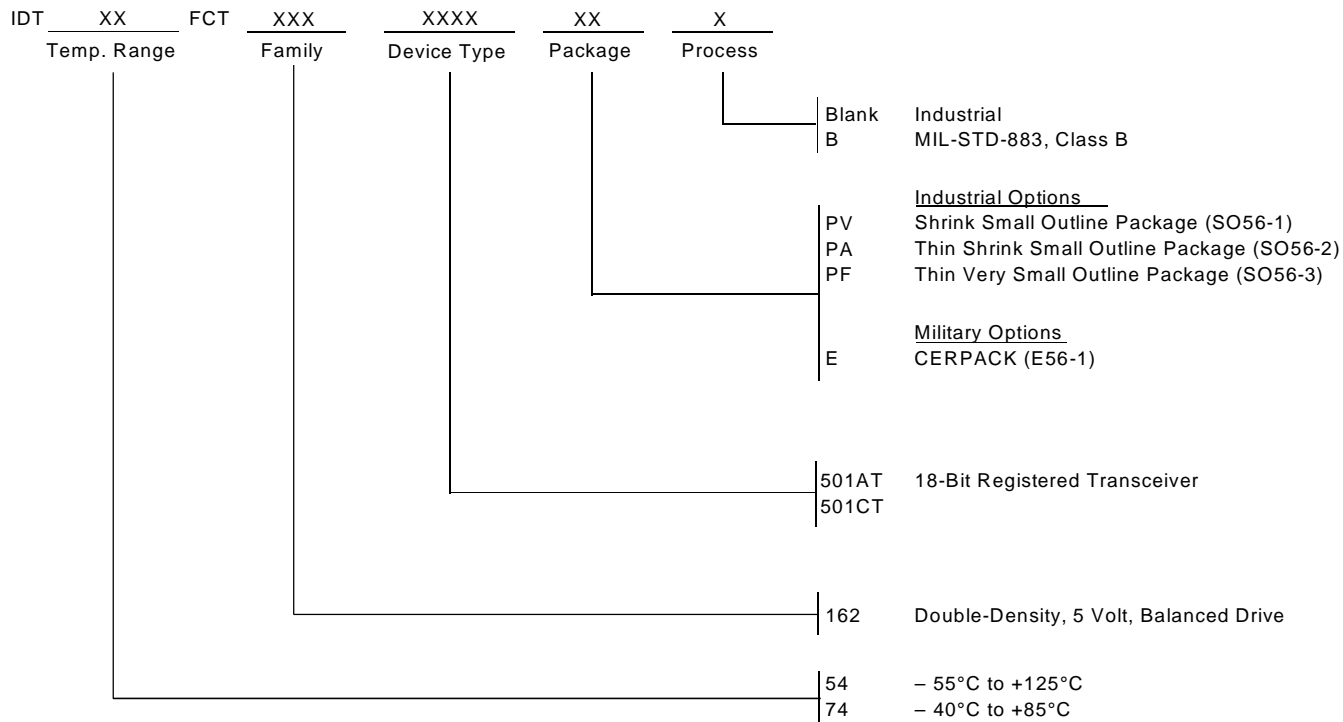 IDT XX FCT XXX XXXX XX X
Temp. Range Family Device Type Package Process
Blank Industrial
B MIL-STD-883, Class B
Industrial Options
PV Shrink Small Outline Package (SO56-1)
PA Thin Shrink Small Outline Package (SO56-2)
PF Thin Very Small Outline Package (SO56-3)
Military Options
E CERPACK (E56-1)
501AT 18-Bit Registered Transceiver
501CT
162 Double-Density, 5 Volt, Balanced Drive
54 – 55°C to +125°C
74 – 40°C to +85°C